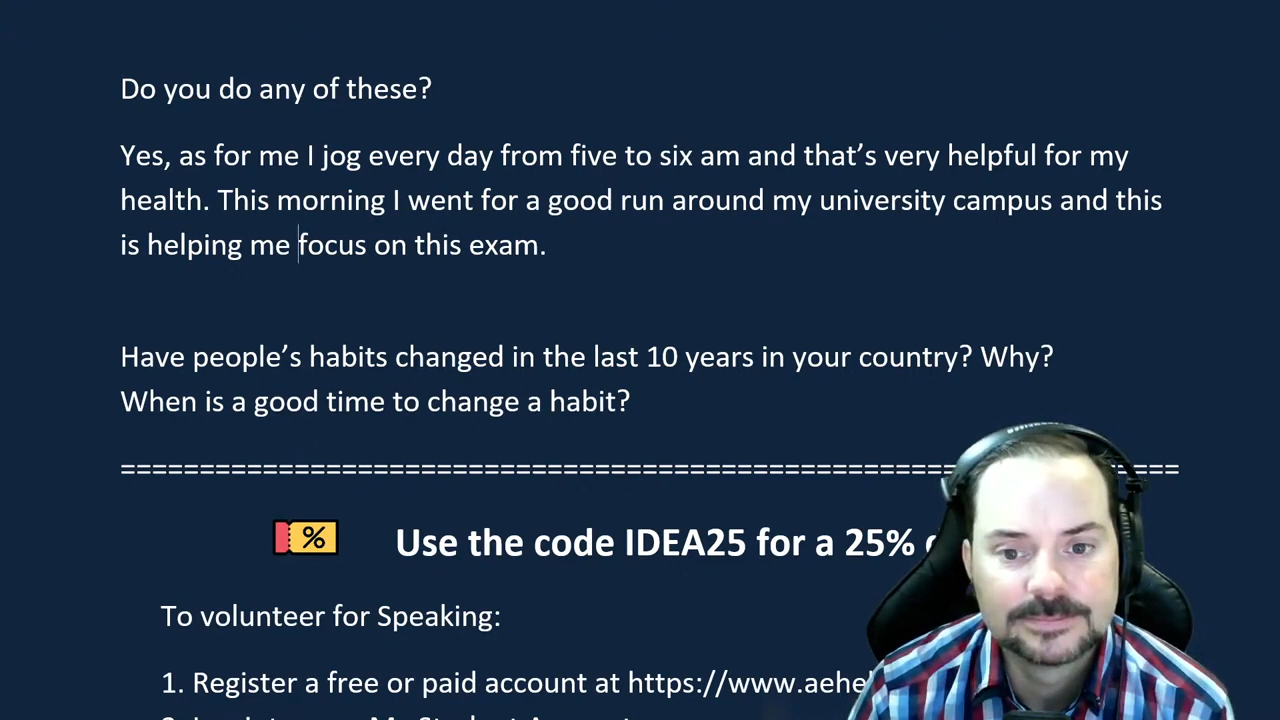 Do you do any of these?
Yes, as for me I jog every day from five to six am and that’s very helpful for my
health. This morning I went for a good run around my university campus and this
is helping me focus on this exam.
Have people’s habits changed in the last 10 years in your country? Why?
When is a good time to change a habit?
==================================================================
%
Use the code IDEA25 for a 25%
To volunteer for Speaking:
1. Register a free or paid account at https://www.aehe